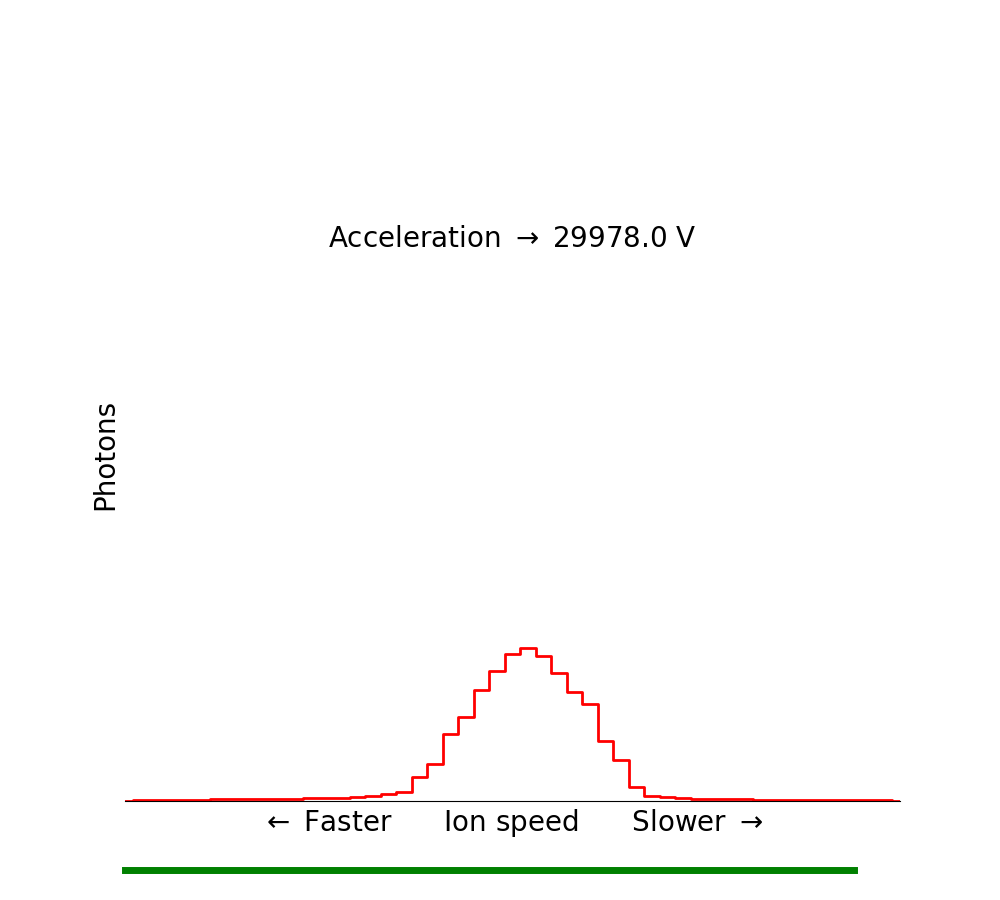 Acceleration → 29978.0 V
Photons
← Faster Ion speed Slower →